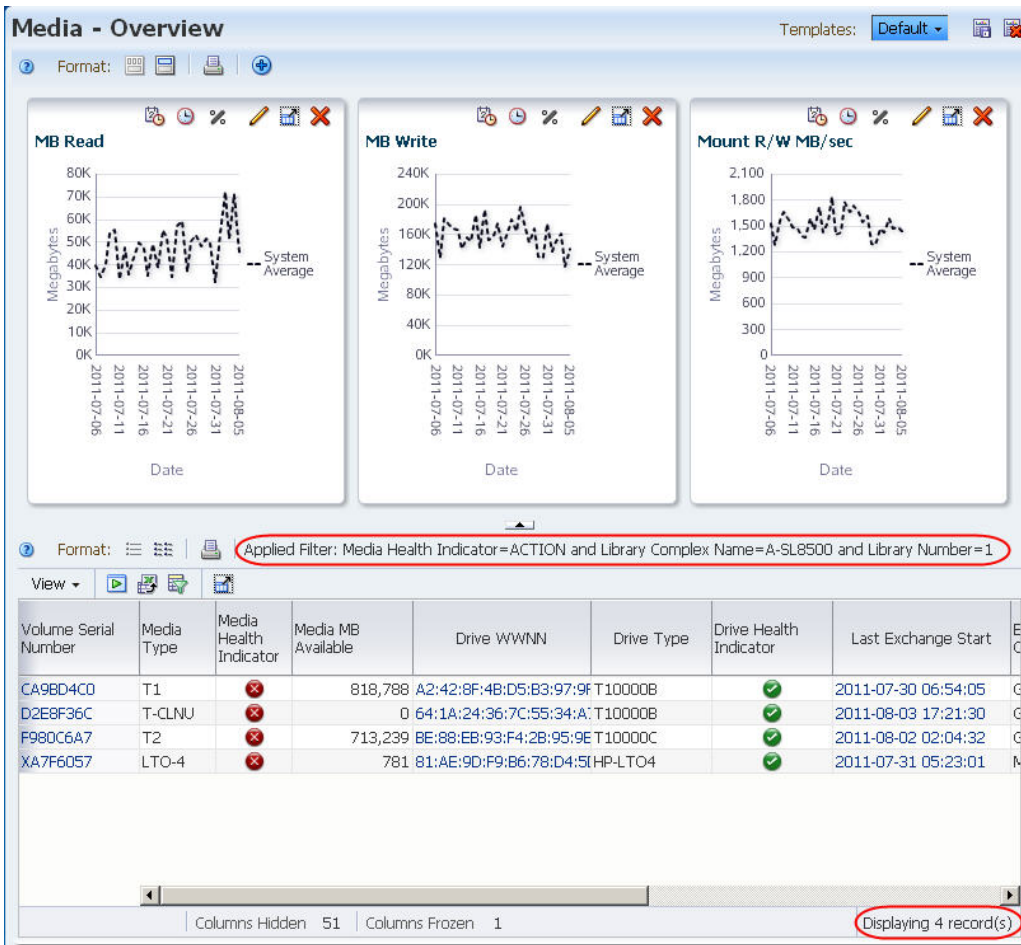 Media - Overview
Templates: Default
Format:
MB Read
80K
70K
60K
50K
40K
30K
20K
10K
0K
Megabytes
System Average
2011-07-06
2011-07-11
2011-07-16
2011-07-21
2011-07-26
2011-07-31
2011-08-05
Date
MB Write
240K
200K
160K
120K
80K
40K
0K
Megabytes
System Average
2011-07-06
2011-07-11
2011-07-16
2011-07-21
2011-07-26
2011-07-31
2011-08-05
Date
Mount R/W MB/sec
2,100
1,800
1,500
1,200
900
600
300
0
Megabytes
System Average
2011-07-06
2011-07-11
2011-07-16
2011-07-21
2011-07-26
2011-07-31
2011-08-05
Date
Format: Applied Filter: Media Health Indicator=ACTION and Library Complex Name=A-SL8500 and Library Number=1
View
Volume Serial Number Media Type Media Health Indicator Media MB Available Drive WWNN Drive Type Drive Health Indicator Last Exchange Start
CA9BD4C0 T1 818,788 A2:42:8F:4B:D5:B3:97:9F T10000B 2011-07-30 06:54:05
D2E8F36C T-CLNU 0 64:1A:24:36:7C:55:34:A T10000B 2011-08-03 17:21:30
F980C6A7 T2 713,239 BE:88:EB:93:F4:2B:95:9E T10000C 2011-08-02 02:04:32
XA7F6057 LTO-4 781 81:AE:9D:F9:B6:78:D4:5 HP-LTO4 2011-07-31 05:23:01
Columns Hidden 51 Columns Frozen 1 Displaying 4 record(s)